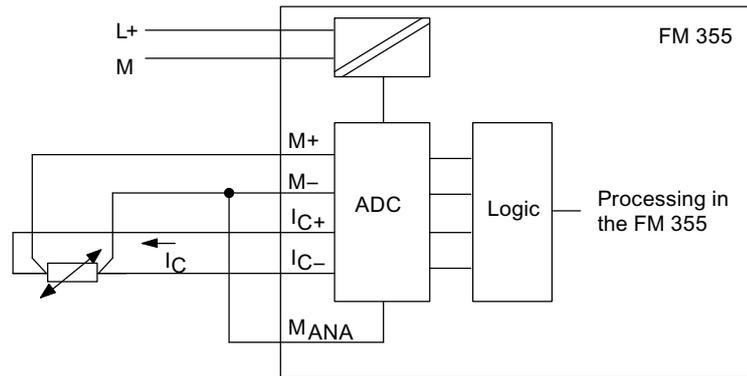 L+
FM 355
M
M+
M–
ADC
Logic
Processing in
the FM 355
IC+
IC
IC–
MANA